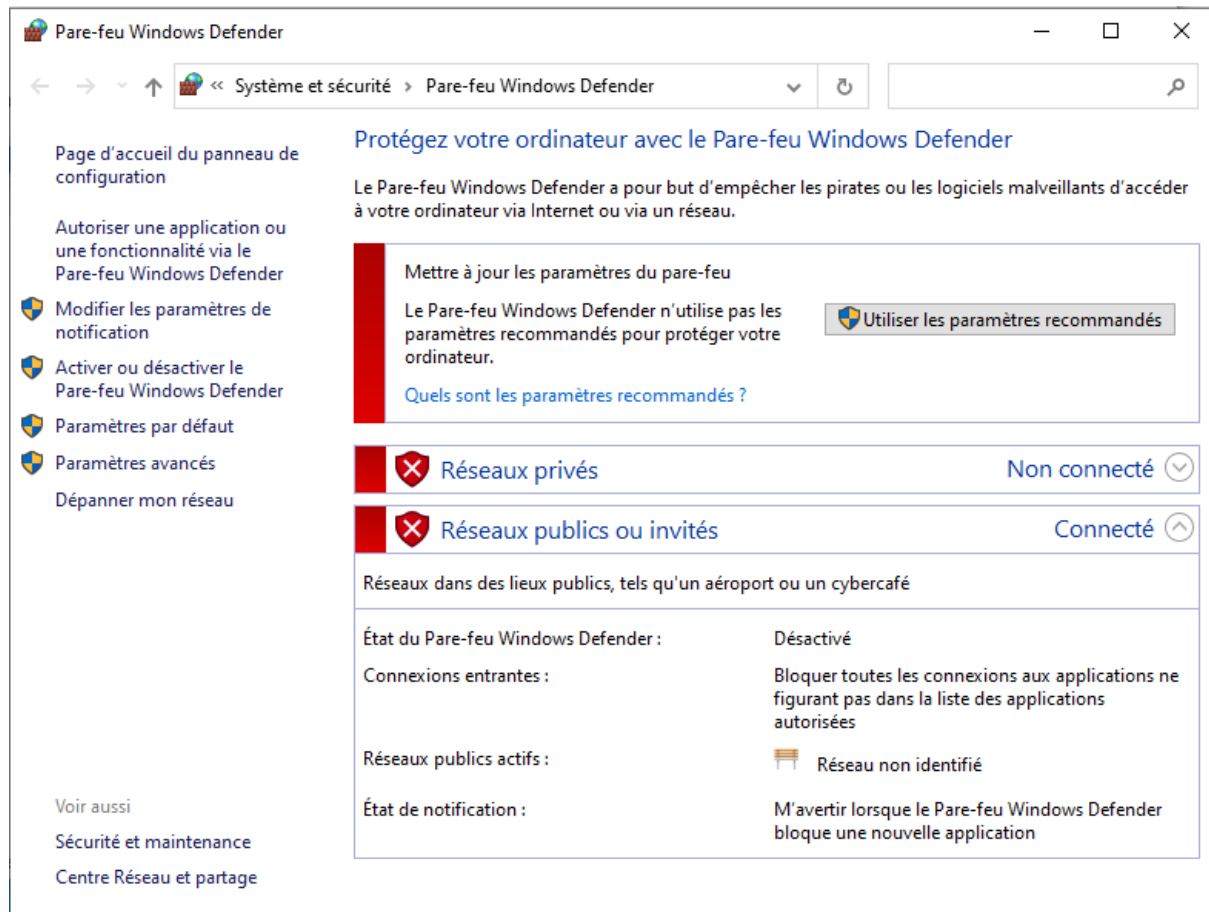 Pare-feu Windows Defender
« Système et sécurité › Pare-feu Windows Defender
Page d'accueil du panneau de
configuration
Autoriser une application ou
une fonctionnalité via le
Pare-feu Windows Defender
Modifier les paramètres de
notification
Activer ou désactiver le
Pare-feu Windows Defender
Paramètres par défaut
Paramètres avancés
Dépanner mon réseau
Voir aussi
Sécurité et maintenance
Centre Réseau et partage
Protégez votre ordinateur avec le Pare-feu Windows Defender
Le Pare-feu Windows Defender a pour but d'empêcher les pirates ou les logiciels malveillants d'accéder
à votre ordinateur via Internet ou via un réseau.
Mettre à jour les paramètres du pare-feu
Le Pare-feu Windows Defender n'utilise pas les
paramètres recommandés pour protéger votre
ordinateur.
Utiliser les paramètres recommandés
Quels sont les paramètres recommandés ?
Réseaux privés Non connecté
Réseaux publics ou invités Connecté
Réseaux dans des lieux publics, tels qu'un aéroport ou un cybercafé
État du Pare-feu Windows Defender : Désactivé
Connexions entrantes : Bloquer toutes les connexions aux applications ne
figurant pas dans la liste des applications
autorisées
Réseaux publics actifs : Réseau non identifié
État de notification : M'avertir lorsque le Pare-feu Windows Defender
bloque une nouvelle application